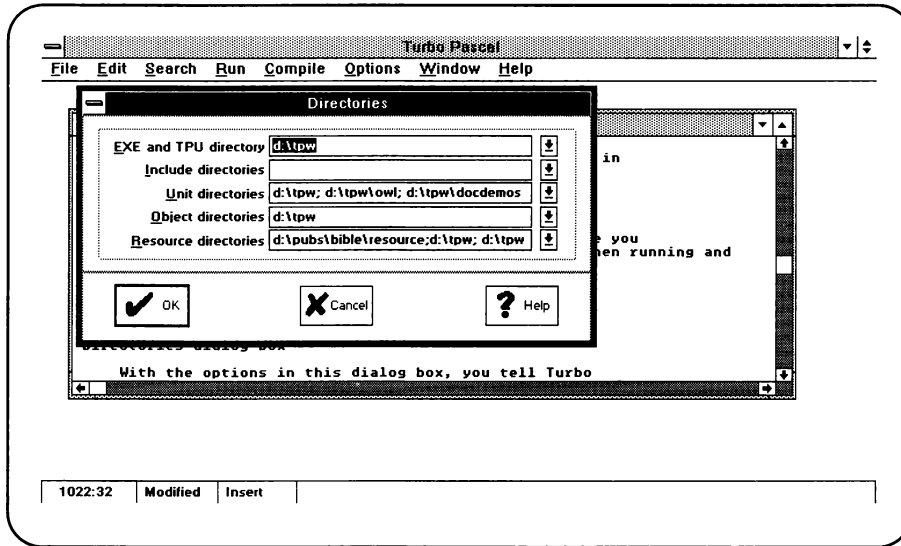 Turbo Pascal
File Edit Search Run Compile Options Window Help
Directories
EXE and TPU directory d:\tpw
Include directories
Unit directories d:\tpw; d:\tpw\owl; d:\tpw\docdemos
Object directories d:\tpw
Resource directories d:\pubs\bible\resource;d:\tpw; d:\tpw
in
you
hen running and
OK Cancel Help
Directories dialog box
With the options in this dialog box, you tell Turbo
1022:32 Modified Insert